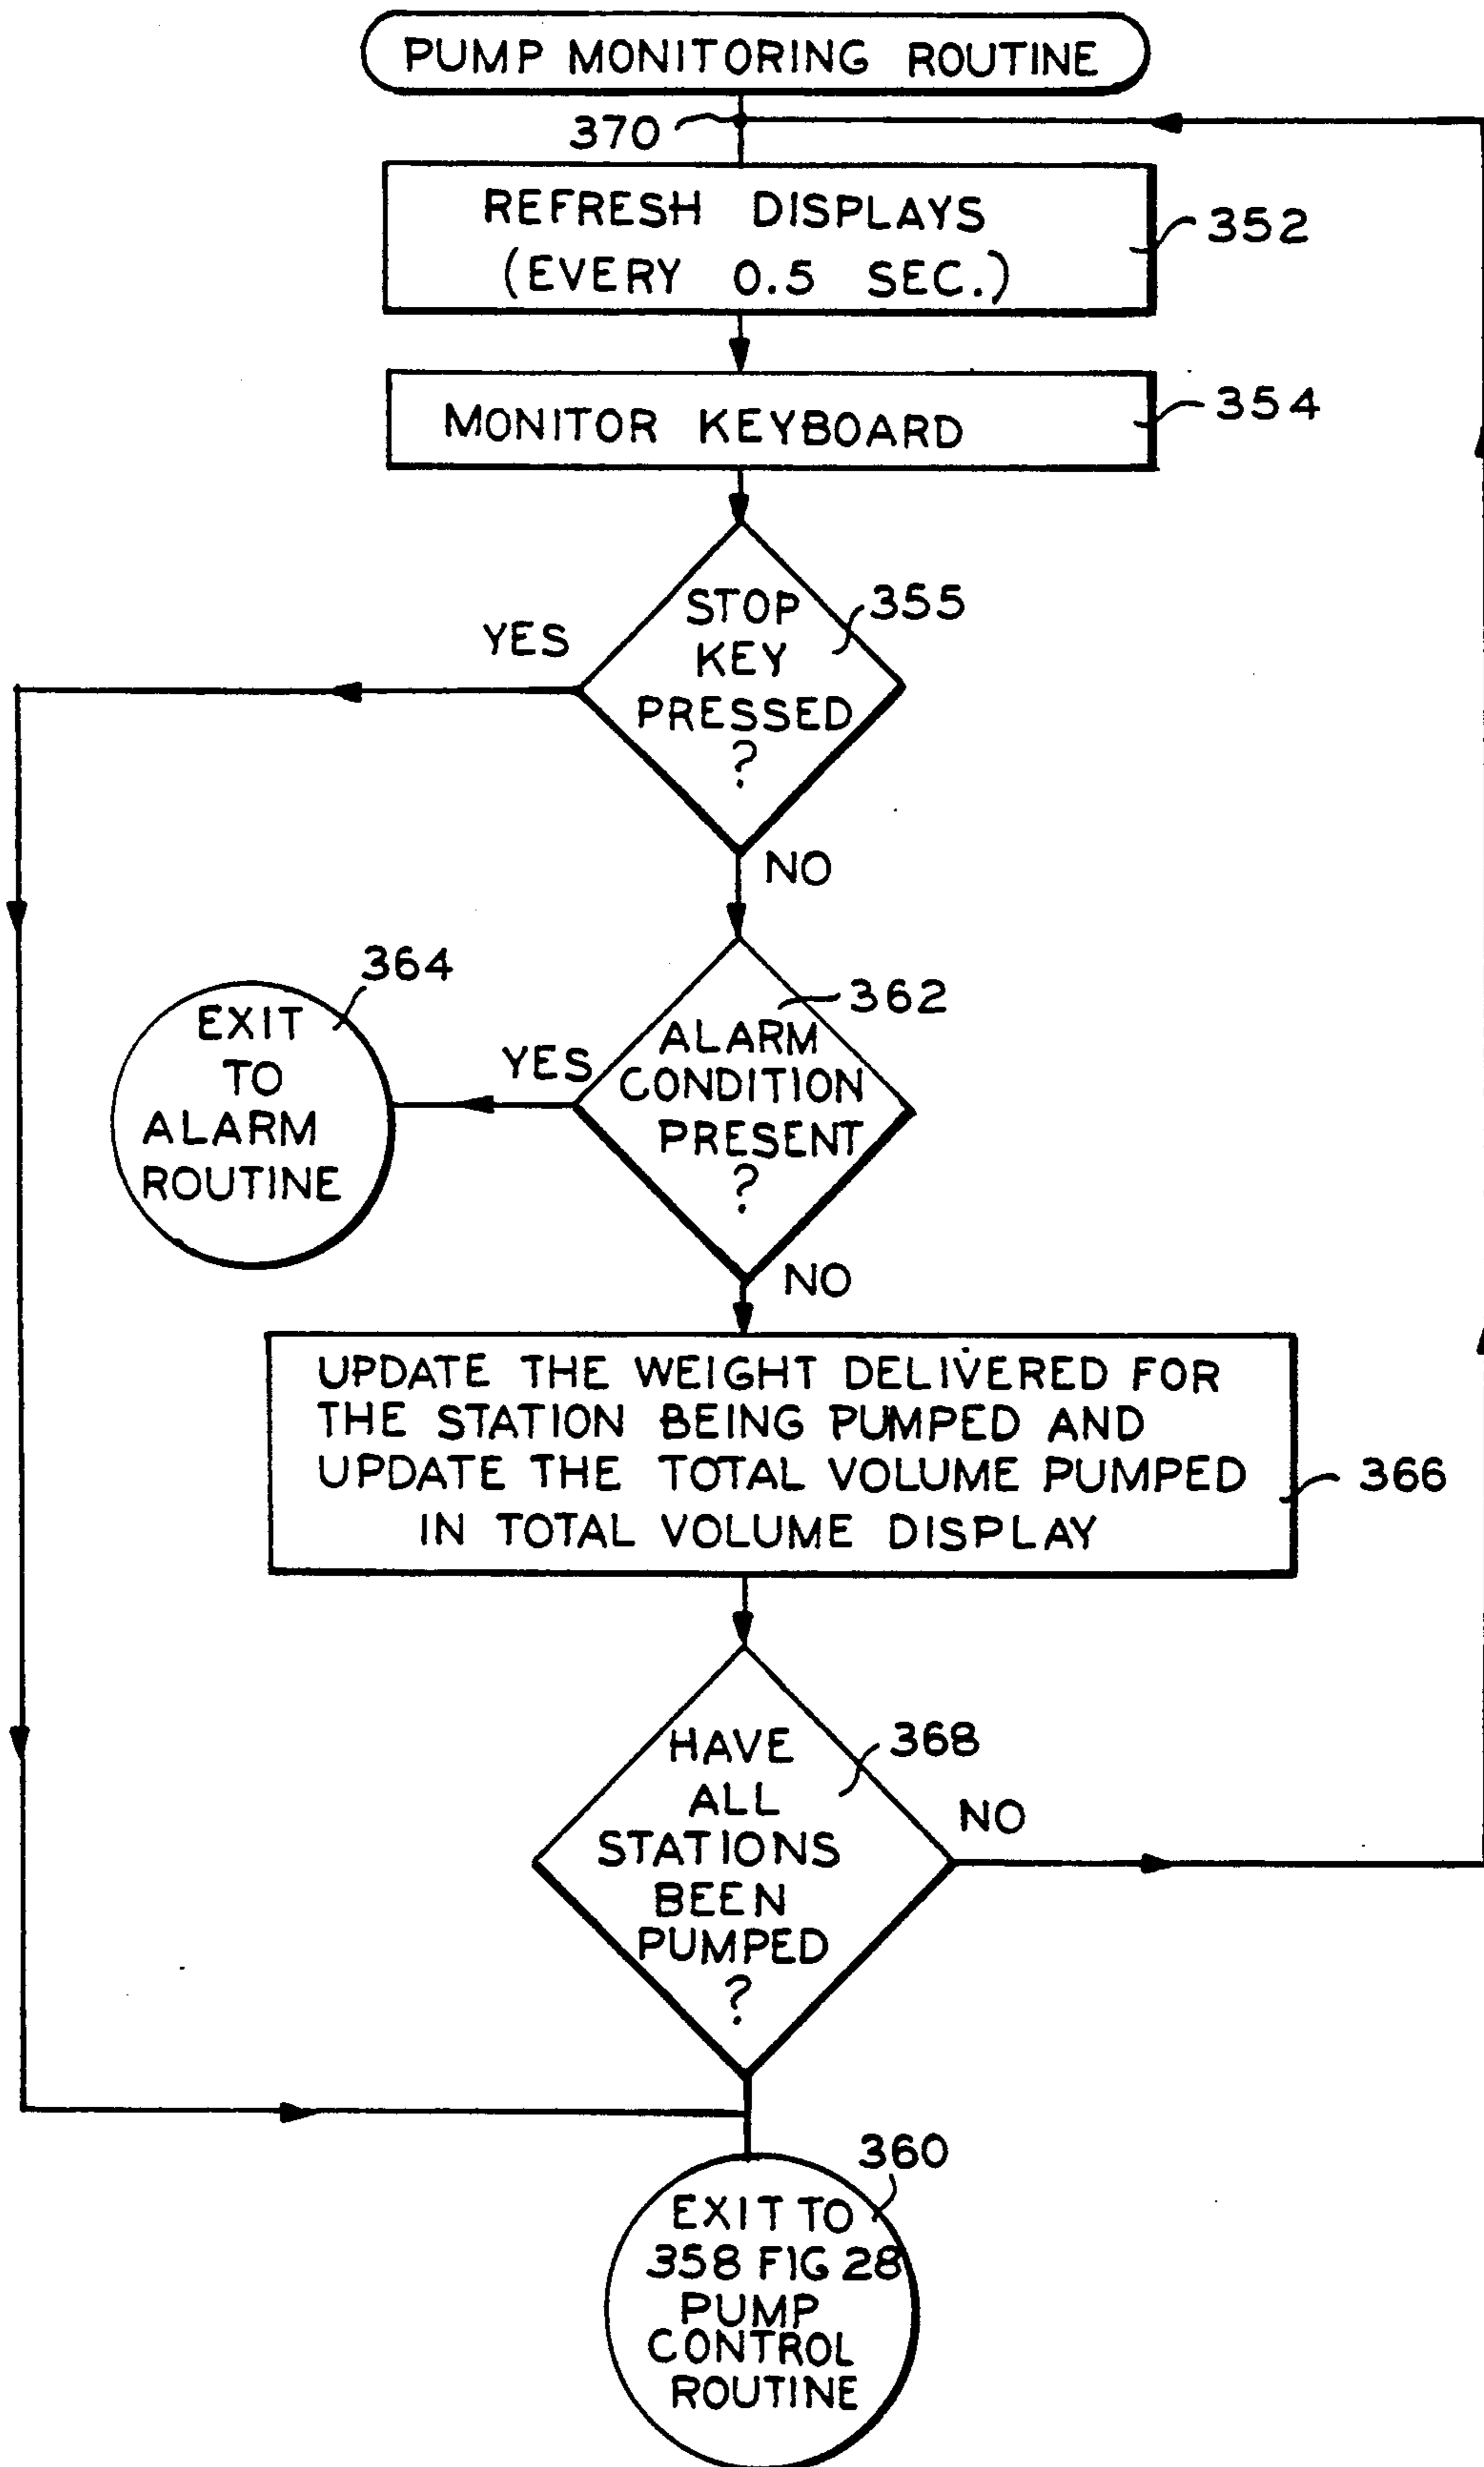 PUMP MONITORING ROUTINE
370
REFRESH DISPLAYS
(EVERY 0.5 SEC.)
352
MONITOR KEYBOARD
354
STOP
KEY
PRESSED
?
355
YES
NO
364
EXIT
TO
ALARM
ROUTINE
YES
362
ALARM
CONDITION
PRESENT
?
NO
UPDATE THE WEIGHT DELIVERED FOR
THE STATION BEING PUMPED AND
UPDATE THE TOTAL VOLUME PUMPED
IN TOTAL VOLUME DISPLAY
366
HAVE
ALL
STATIONS
BEEN
PUMPED
?
368
NO
360
EXIT TO
358 FIG 28
PUMP
CONTROL
ROUTINE